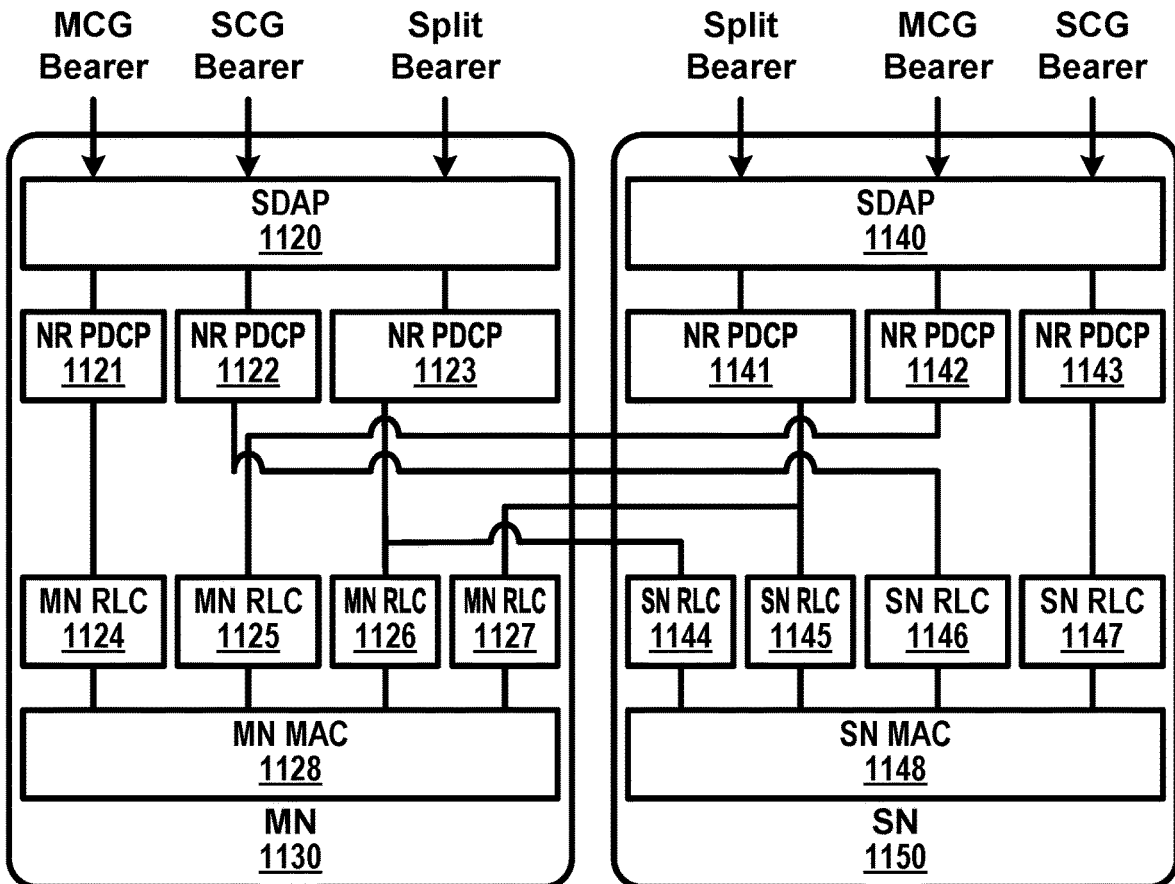 MCG
Bearer
SCG
Bearer
Split
Bearer
Split
Bearer
MCG
Bearer
SCG
Bearer
SDAP
1120
SDAP
1140
NR PDCP
1121
NR PDCP
1122
NR PDCP
1123
NR PDCP
1141
NR PDCP
1142
NR PDCP
1143
MN RLC
1124
MN RLC
1125
MN RLC
1126
MN RLC
1127
SN RLC
1144
SN RLC
1145
SN RLC
1146
SN RLC
1147
MN MAC
1128
SN MAC
1148
MN
1130
SN
1150